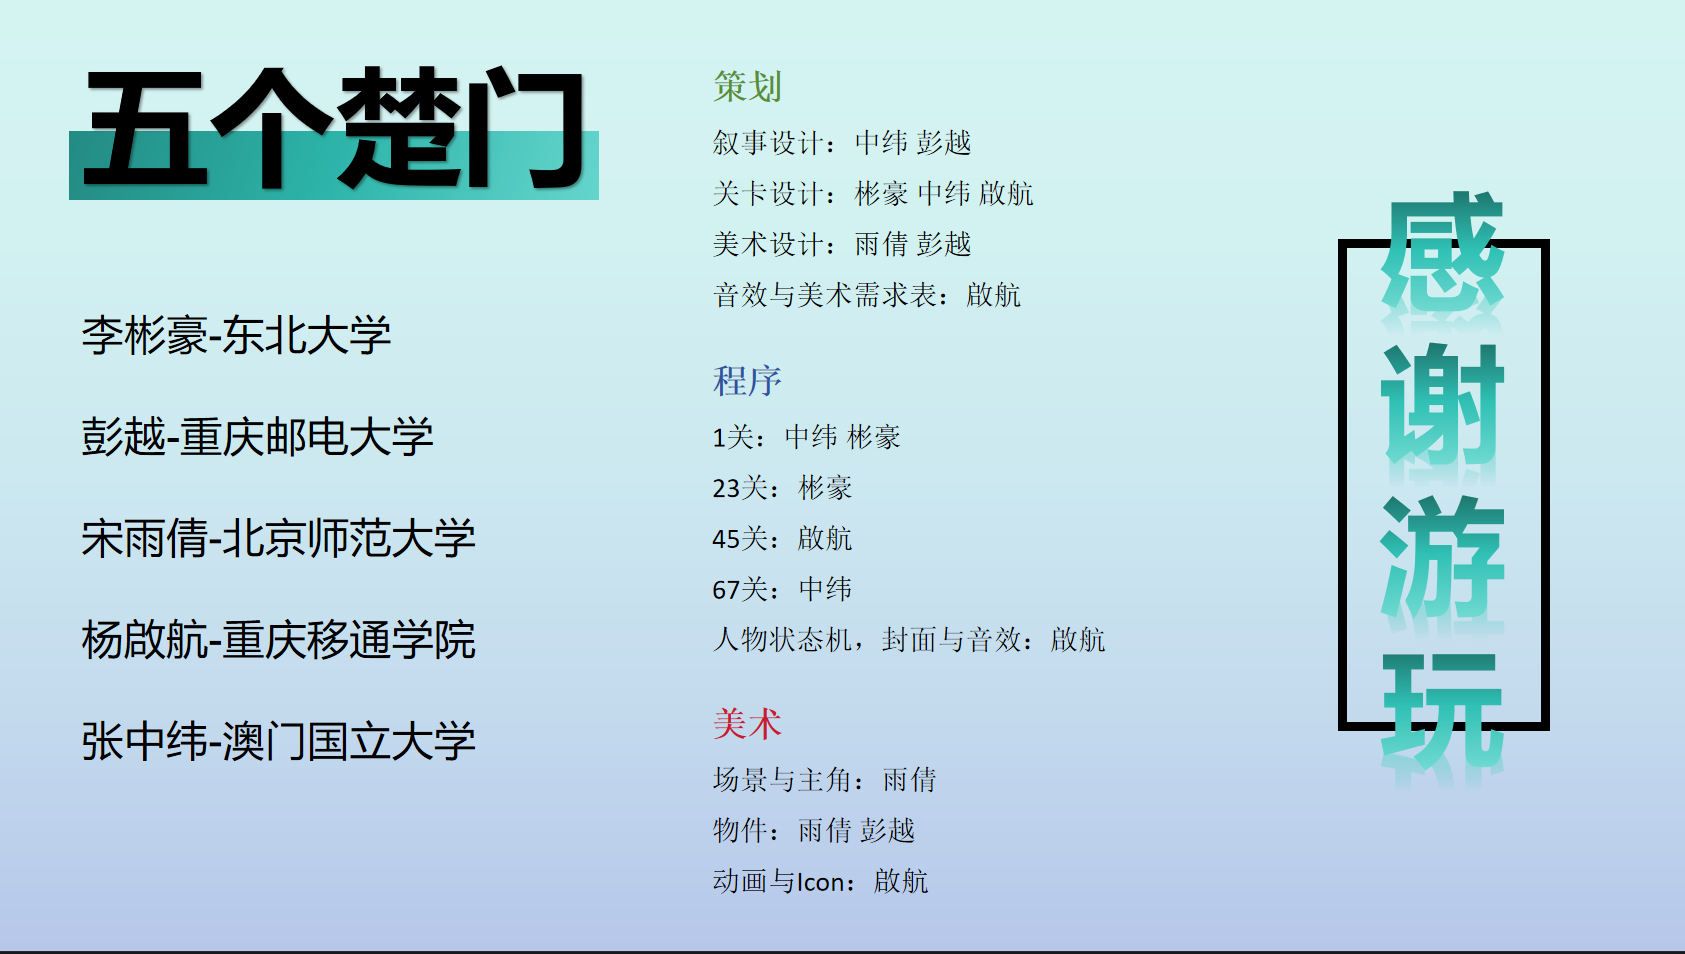 五个楚门
李彬豪-东北大学
彭越-重庆邮电大学
宋雨倩-北京师范大学
杨啟航-重庆移通学院
张中纬-澳门国立大学
策划
叙事设计：中纬 彭越
关卡设计：彬豪 中纬 啟航
美术设计：雨倩 彭越
音效与美术需求表：啟航
程序
1关：中纬 彬豪
23关：彬豪
45关：啟航
67关：中纬
人物状态机，封面与音效：啟航
美术
场景与主角：雨倩
物件：雨倩 彭越
动画与Icon：啟航
感谢游玩